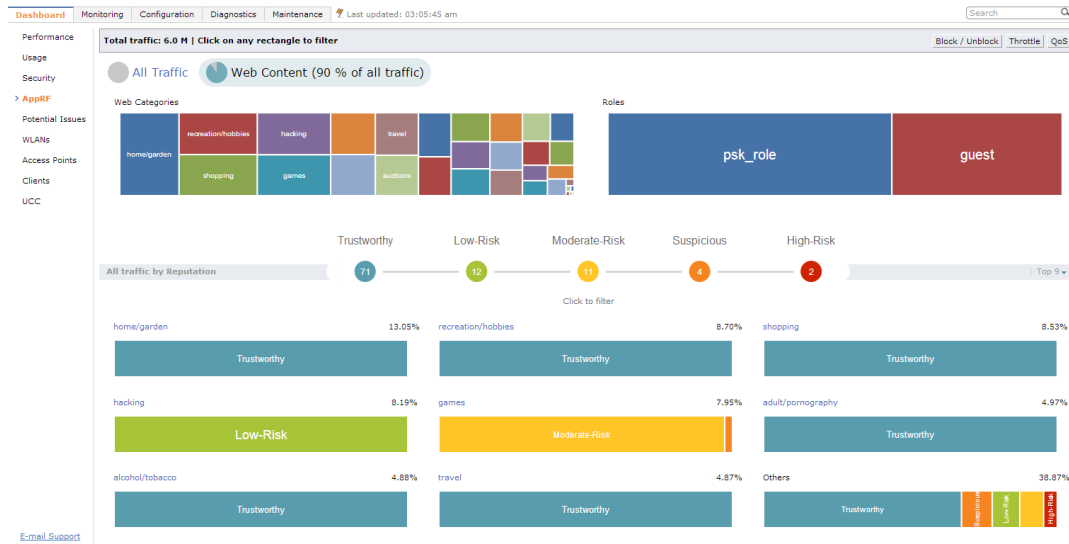 Dashboard Monitoring Configuration Diagnostics Maintenance Last updated: 03:05:45 am Search
Performance
Usage
Security
AppRF
Potential Issues
WLANs
Access Points
Clients
UCC
E-mail Support
Total traffic: 6.0 M | Click on any rectangle to filter Block / Unblock Throttle QoS
All Traffic Web Content (90 % of all traffic)
Web Categories Roles
home/garden recreation/hobbies hacking travel
shopping games auctions
psk_role guest
Trustworthy Low-Risk Moderate-Risk Suspicious High-Risk
All traffic by Reputation 71 12 11 4 2 Top 9
Click to filter
home/garden 13.05% recreation/hobbies 8.70% shopping 8.53%
Trustworthy Trustworthy Trustworthy
hacking 8.19% games 7.95% adult/pornography 4.97%
Low-Risk Moderate-Risk Trustworthy
alcohol/tobacco 4.88% travel 4.87% Others 38.87%
Trustworthy Trustworthy Trustworthy Suspicious Low-Risk High-Risk